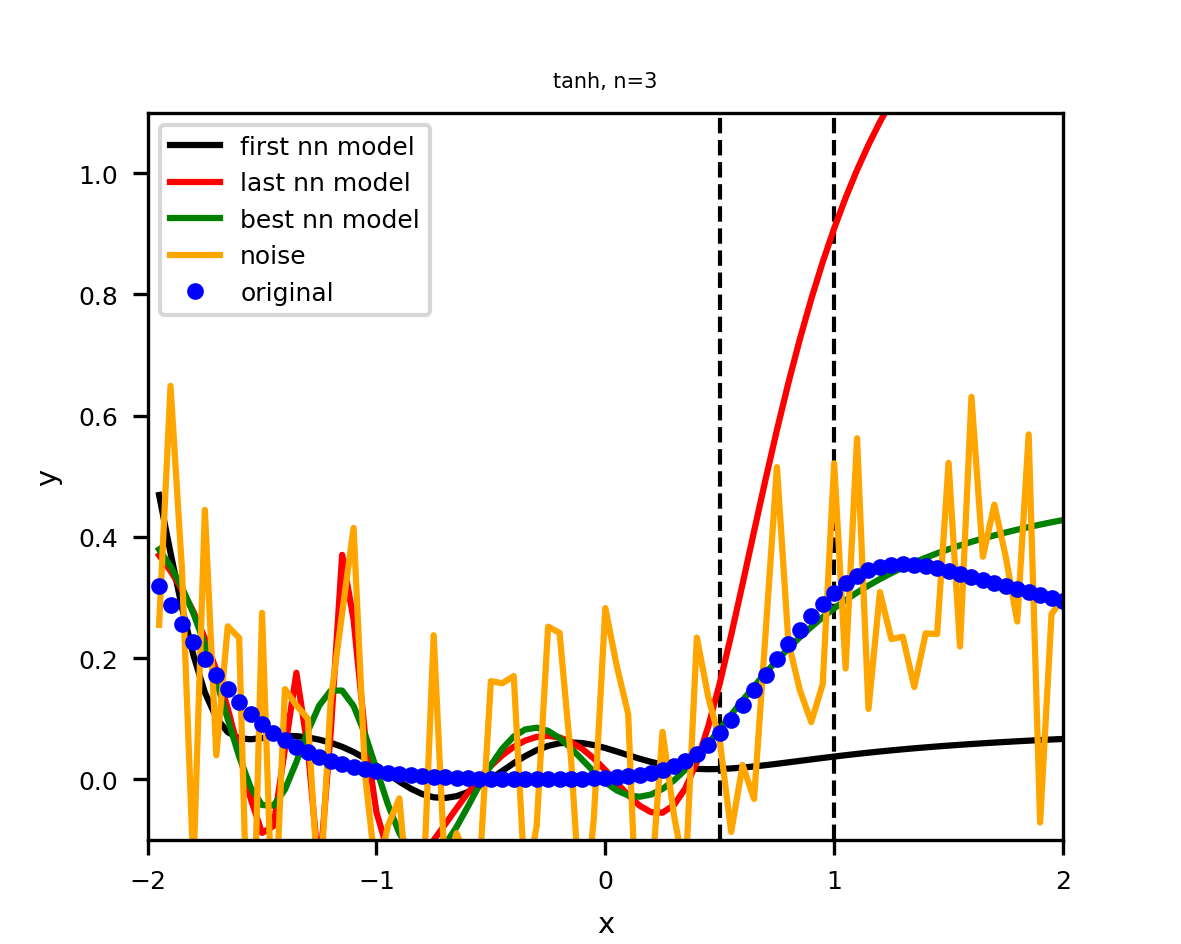 tanh, n=3
first nn model
last nn model
best nn model
noise
original
1.0
0.8
0.6
0.4
0.2
0.0
y
−2
−1
0
1
2
x